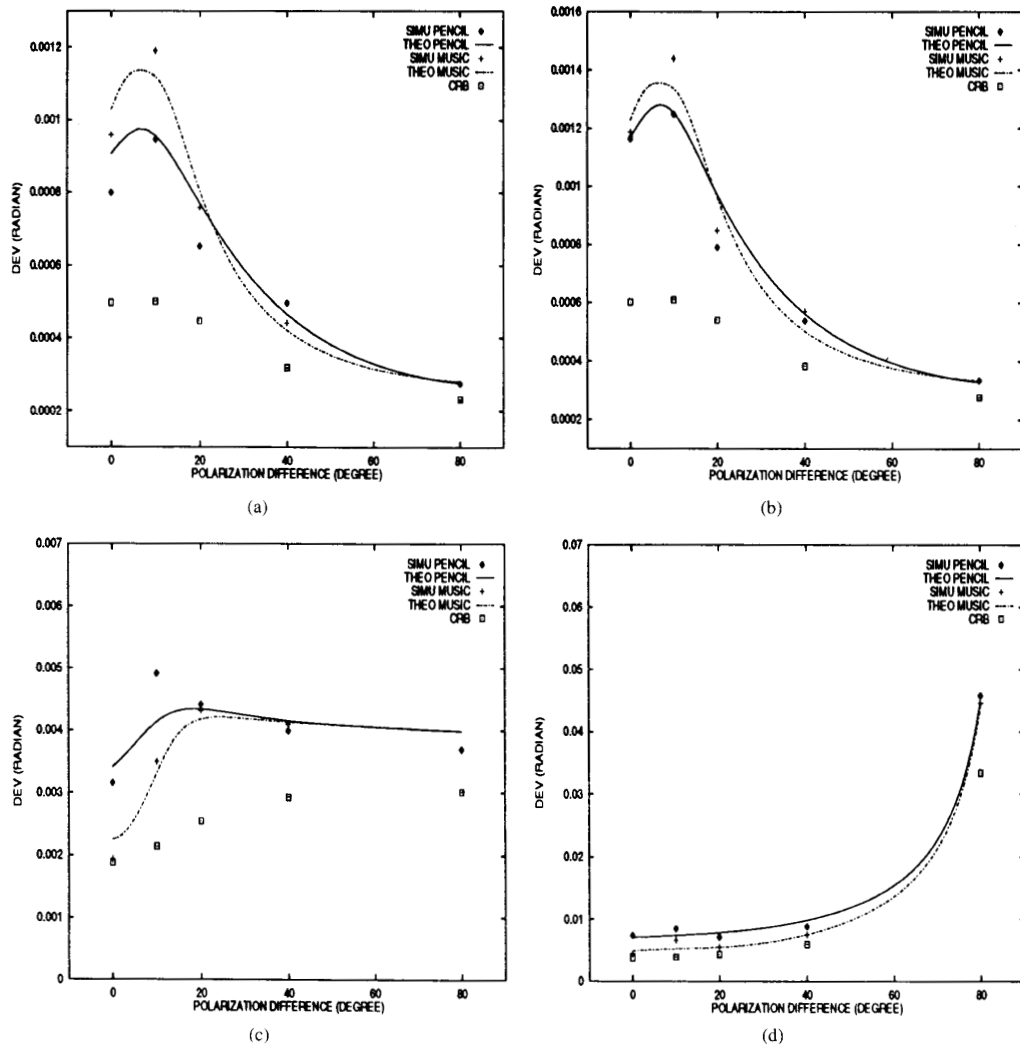 0.0012
0.001
0.0008
0.0006
0.0004
0.0002
DEV (RADIAN)
SIMU PENCIL
THEO PENCIL
SIMU MUSIC
THEO MUSIC
CRB
0 20 40 60 80
POLARIZATION DIFFERENCE (DEGREE)
(a)
0.0016
0.0014
0.0012
0.001
0.0008
0.0006
0.0004
0.0002
DEV (RADIAN)
SIMU PENCIL
THEO PENCIL
SIMU MUSIC
THEO MUSIC
CRB
0 20 40 60 80
POLARIZATION DIFFERENCE (DEGREE)
(b)
0.007
0.006
0.005
0.004
0.003
0.002
0.001
0
DEV (RADIAN)
SIMU PENCIL
THEO PENCIL
SIMU MUSIC
THEO MUSIC
CRB
0 20 40 60 80
POLARIZATION DIFFERENCE (DEGREE)
(c)
0.07
0.06
0.05
0.04
0.03
0.02
0.01
0
DEV (RADIAN)
SIMU PENCIL
THEO PENCIL
SIMU MUSIC
THEO MUSIC
CRB
0 20 40 60 80
POLARIZATION DIFFERENCE (DEGREE)
(d)